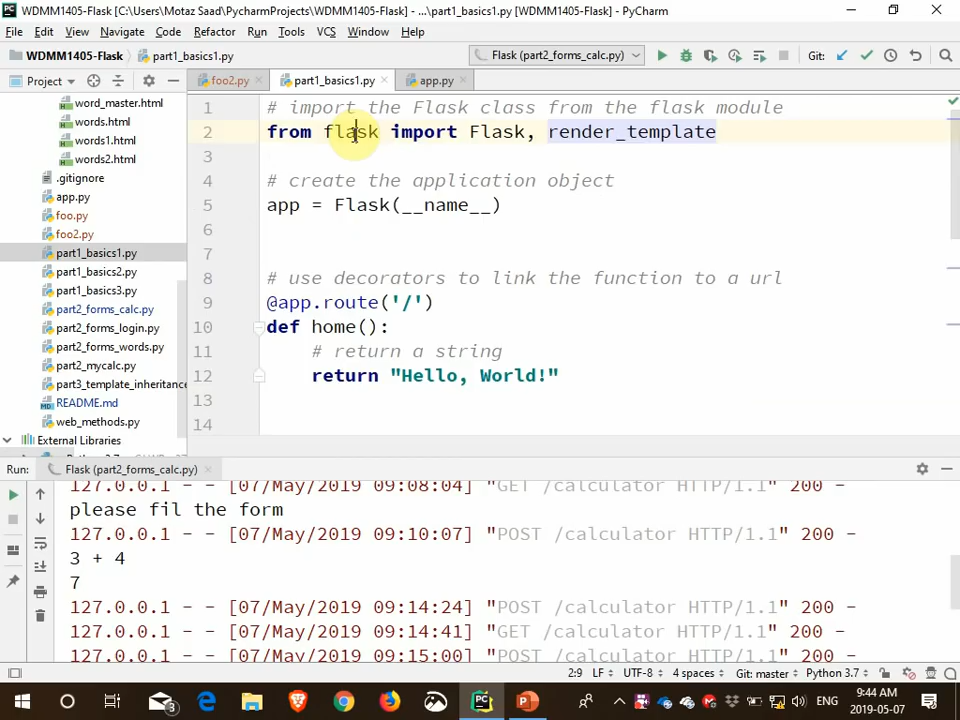 WDMM1405-Flask [C:\Users\Motaz Saad\PycharmProjects\WDMM1405-Flask] - ...\part1_basics1.py [WDMM1405-Flask] - PyCharm
File Edit View Navigate Code Refactor Run Tools VCS Window Help
WDMM1405-Flask part1_basics1.py Flask (part2_forms_calc.py) Git:
Project foo2.py part1_basics1.py app.py
word_master.html
words.html
words1.html
words2.html
.gitignore
app.py
foo.py
foo2.py
part1_basics1.py
part1_basics2.py
part1_basics3.py
part2_forms_calc.py
part2_forms_login.py
part2_forms_words.py
part2_mycalc.py
part3_template_inheritance
README.md
web_methods.py
External Libraries
1 # import the Flask class from the flask module
2 from flask import Flask, render_template
3
4 # create the application object
5 app = Flask(__name__)
6
7
8 # use decorators to link the function to a url
9 @app.route('/')
10 def home():
11 # return a string
12 return "Hello, World!"
13
14
Run: Flask (part2_forms_calc.py)
127.0.0.1 - - [07/May/2019 09:08:04] "GET /calculator HTTP/1.1" 200 -
please fil the form
127.0.0.1 - - [07/May/2019 09:10:07] "POST /calculator HTTP/1.1" 200 -
3 + 4
7
127.0.0.1 - - [07/May/2019 09:14:24] "POST /calculator HTTP/1.1" 200 -
127.0.0.1 - - [07/May/2019 09:14:41] "GET /calculator HTTP/1.1" 200 -
127.0.0.1 - - [07/May/2019 09:15:00] "POST /calculator HTTP/1.1" 200 -
2:9 LF UTF-8 4 spaces Git: master Python 3.7
3 ENG 9:44 AM
2019-05-07